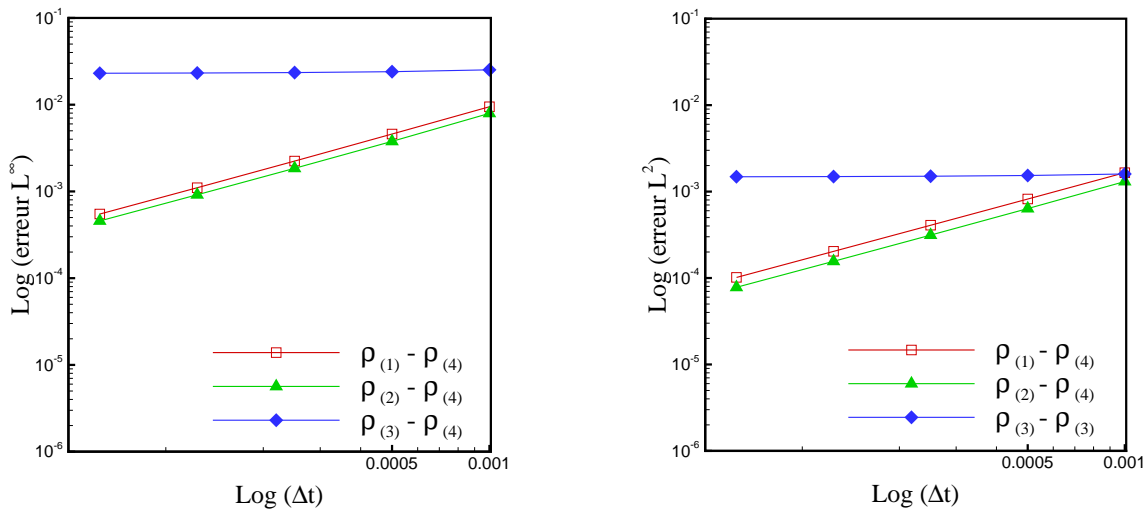 10⁻¹
10⁻²
10⁻³
10⁻⁴
10⁻⁵
10⁻⁶
Log (erreur L∞)
ρ (1) - ρ (4)
ρ (2) - ρ (4)
ρ (3) - ρ (4)
0.0005
0.001
Log (Δt)
10⁻¹
10⁻²
10⁻³
10⁻⁴
10⁻⁵
10⁻⁶
Log (erreur L²)
ρ (1) - ρ (4)
ρ (2) - ρ (4)
ρ (3) - ρ (3)
0.0005
0.001
Log (Δt)